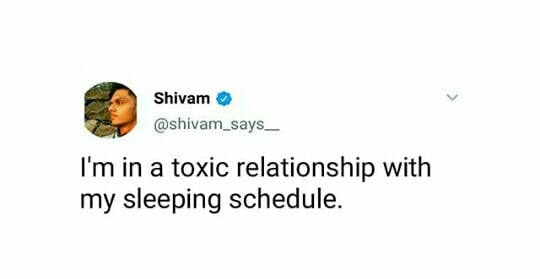 Shivam
@shivam_says__
I'm in a toxic relationship with
my sleeping schedule.